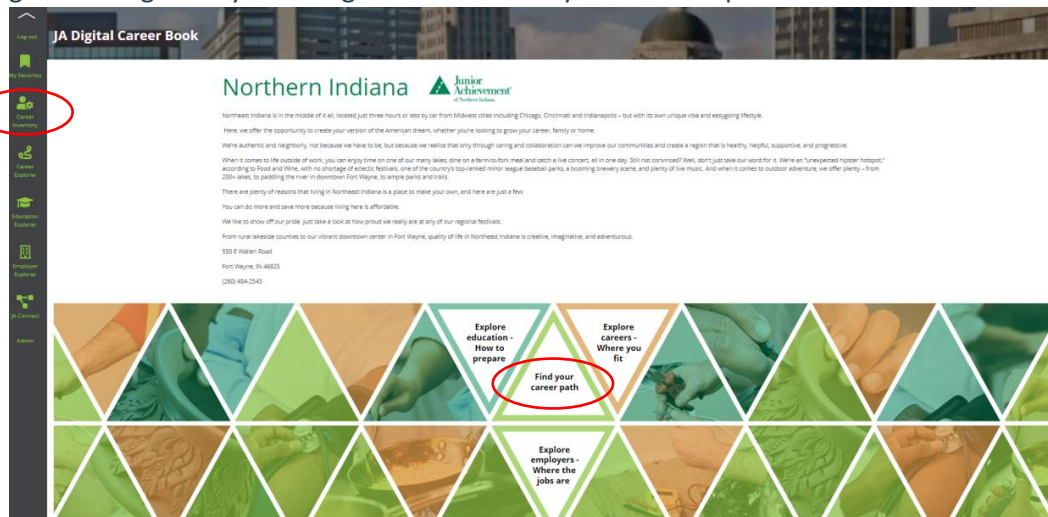 JA Digital Career Book
Log out
My Favorites
Career
Inventory
Career
Explorer
Education
Explorer
Employer
Explorer
JA Connect
Admin
Northern Indiana
Junior
Achievement
of Northern Indiana
Northeast Indiana is in the middle of it all, located just three hours or less by car from Midwest cities including Chicago, Cincinnati and Indianapolis – but with its own unique vibe and easygoing lifestyle.
Here, we offer the opportunity to create your version of the American dream, whether you're looking to grow your career, family or home.
We're authentic and neighborly, not because we have to be, but because we realize that only through caring and collaboration can we improve our communities and create a region that is healthy, helpful, supportive, and progressive.
When it comes to life outside of work, you can enjoy time on one of our many lakes, dine on a farm-to-fork meal and catch a live concert, all in one day. Still not convinced? Well, don't just take our word for it. We're an "unexpected hipster hotspot,"
according to Food and Wine, with no shortage of eclectic festivals, one of the country's top-ranked minor league baseball parks, a booming brewery scene, and plenty of live music. And when it comes to outdoor adventure, we offer plenty – from
200+ lakes, to paddling the river in downtown Fort Wayne, to ample parks and trails.
There are plenty of reasons that living in Northeast Indiana is a place to make your own, and here are just a few:
You can do more and save more because living here is affordable.
We like to show off our pride. Just take a look at how proud we really are at any of our regional festivals.
From rural lakeside counties to our vibrant downtown center in Fort Wayne, quality of life in Northeast Indiana is creative, imaginative, and adventurous.
550 E Wallen Road
Fort Wayne, IN 46825
(260) 484-2543
Explore
education -
How to
prepare
Explore
careers -
Where you
fit
Find your
career path
Explore
employers -
Where the
jobs are